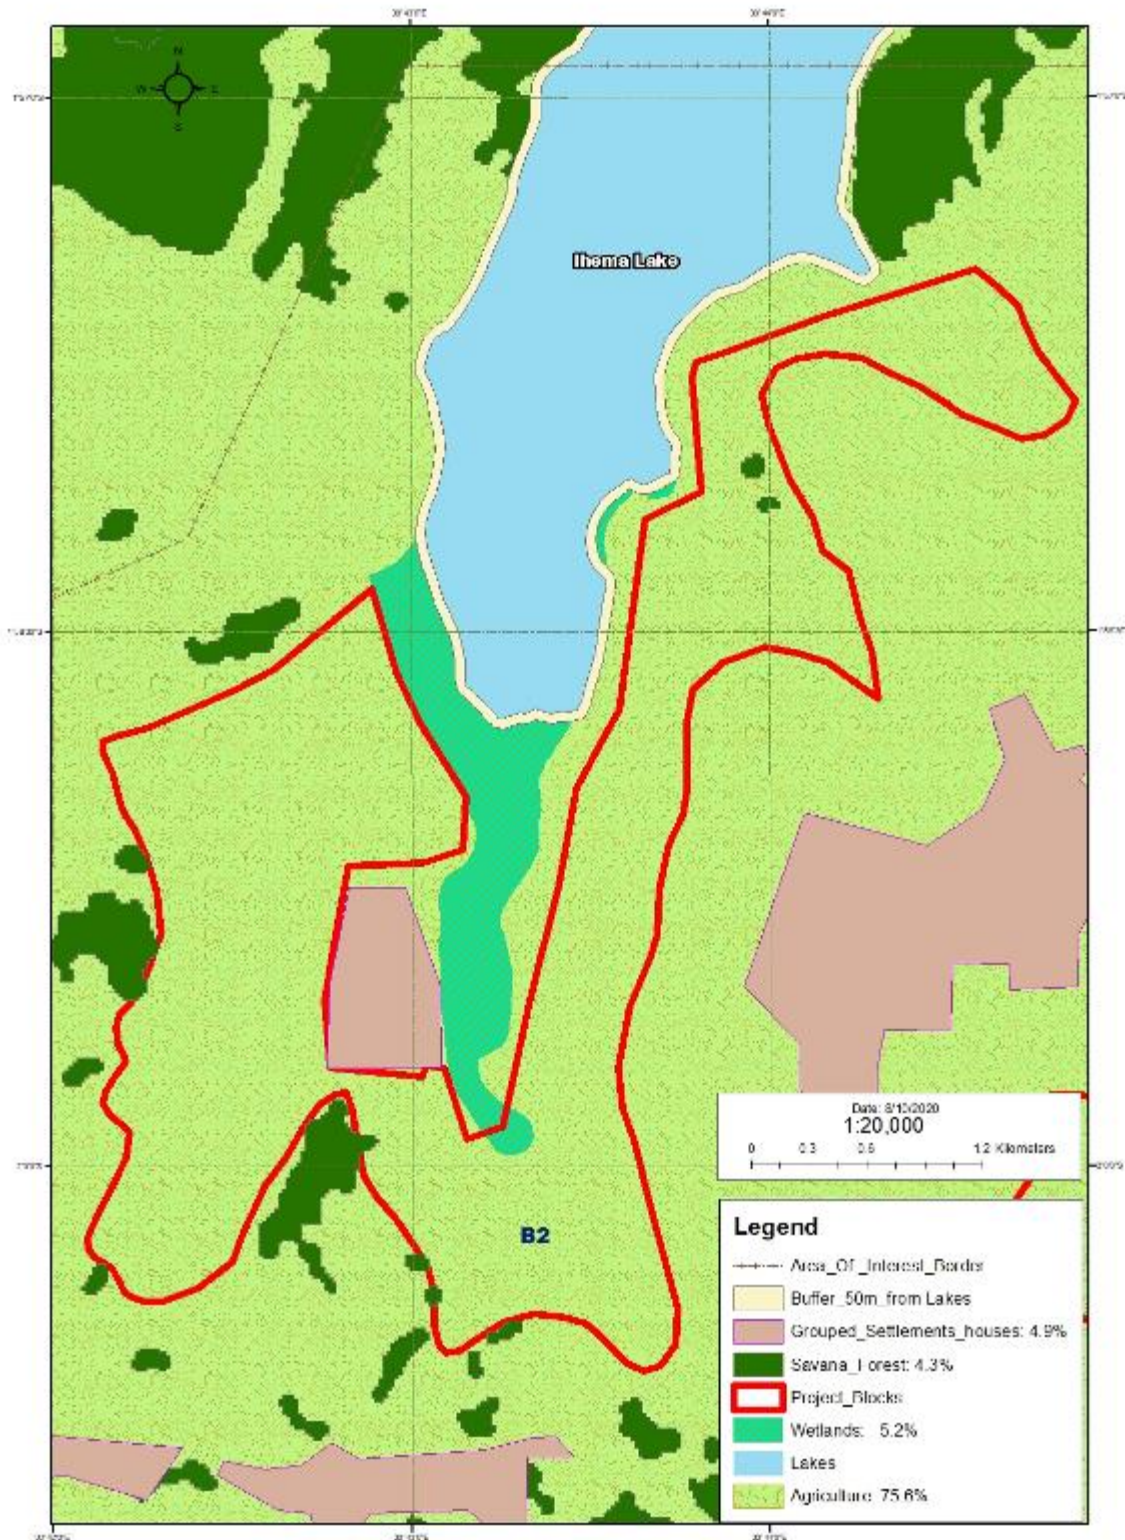 N
W
E
S
Ihema Lake
B2
Date: 8/10/2020
1:20,000
0 0.3 0.6 1.2 Kilometers
Legend
Area_Of_Interest_Border
Buffer_50m_from Lakes
Grouped_Settlements_houses: 4.9%
Savana_Forest: 4.3%
Project_Blocks
Wetlands: 5.2%
Lakes
Agriculture 75.6%